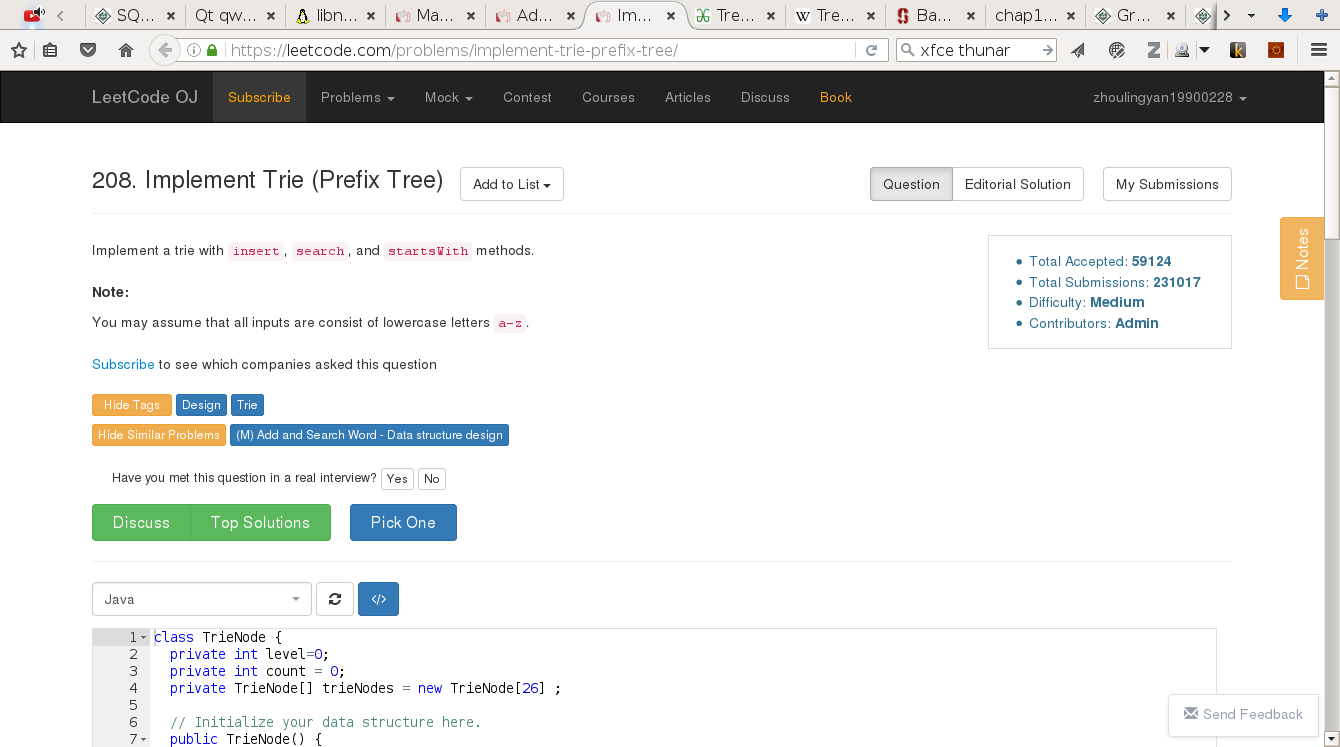 SQ... Qt qw... libn... Ma... Ad... Im... Tre... Tre... Ba... chap1... Gr...
https://leetcode.com/problems/implement-trie-prefix-tree/ xfce thunar
LeetCode OJ Subscribe Problems Mock Contest Courses Articles Discuss Book zhoulingyan19900228
208. Implement Trie (Prefix Tree) Add to List Question Editorial Solution My Submissions
Implement a trie with insert, search, and startsWith methods.
Total Accepted: 59124
Total Submissions: 231017
Difficulty: Medium
Contributors: Admin
Notes
Note:
You may assume that all inputs are consist of lowercase letters a-z.
Subscribe to see which companies asked this question
Hide Tags Design Trie
Hide Similar Problems (M) Add and Search Word - Data structure design
Have you met this question in a real interview? Yes No
Discuss Top Solutions Pick One
Java </>
1 class TrieNode {
2 private int level=0;
3 private int count = 0;
4 private TrieNode[] trieNodes = new TrieNode[26] ;
5
6 // Initialize your data structure here.
7 public TrieNode() {
Send Feedback